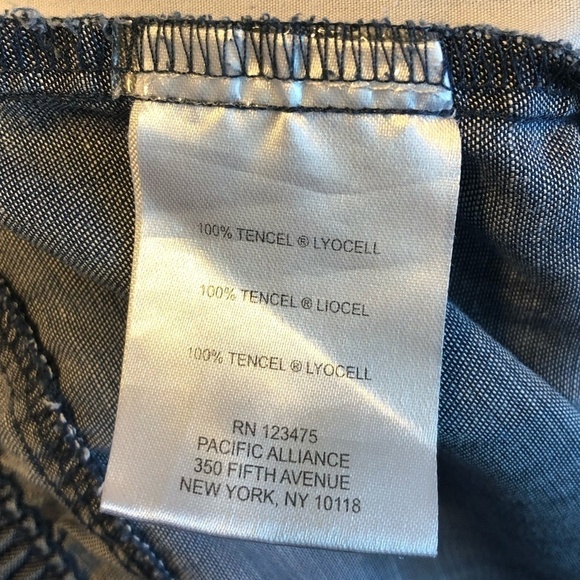 100% TENCEL ® LYOCELL
100% TENCEL ® LIOCEL
100% TENCEL ® LYOCELL
RN 123475
PACIFIC ALLIANCE
350 FIFTH AVENUE
NEW YORK, NY 10118